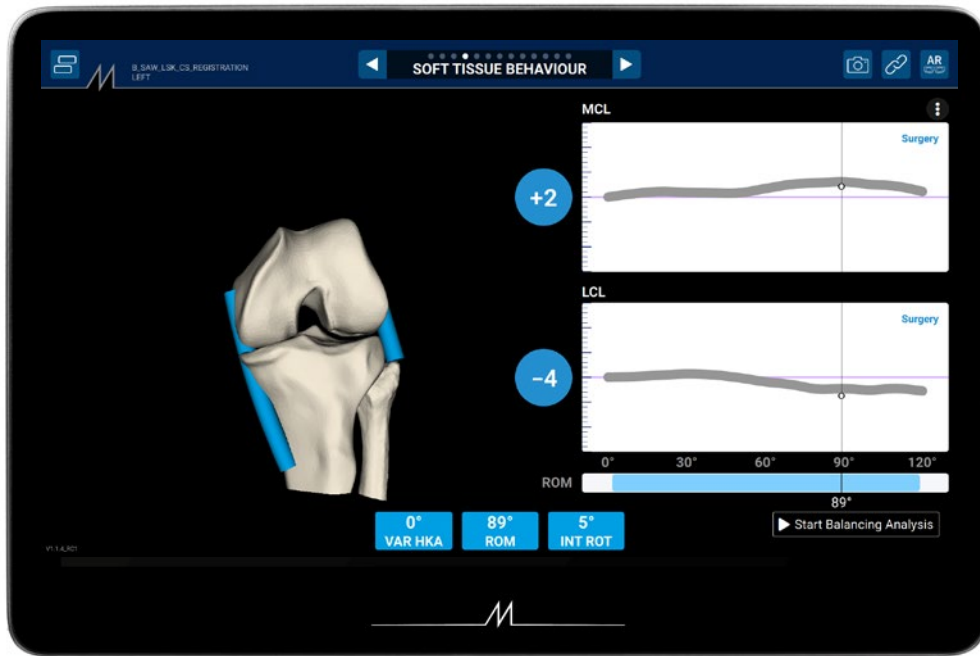 B_SAW_LSK_CS_REGISTRATION
LEFT
SOFT TISSUE BEHAVIOUR
AR
MCL
Surgery
+2
LCL
Surgery
−4
0° 30° 60° 90° 120°
ROM
89°
0° 89° 5°
VAR HKA ROM INT ROT
Start Balancing Analysis
V1.1.4_RC1